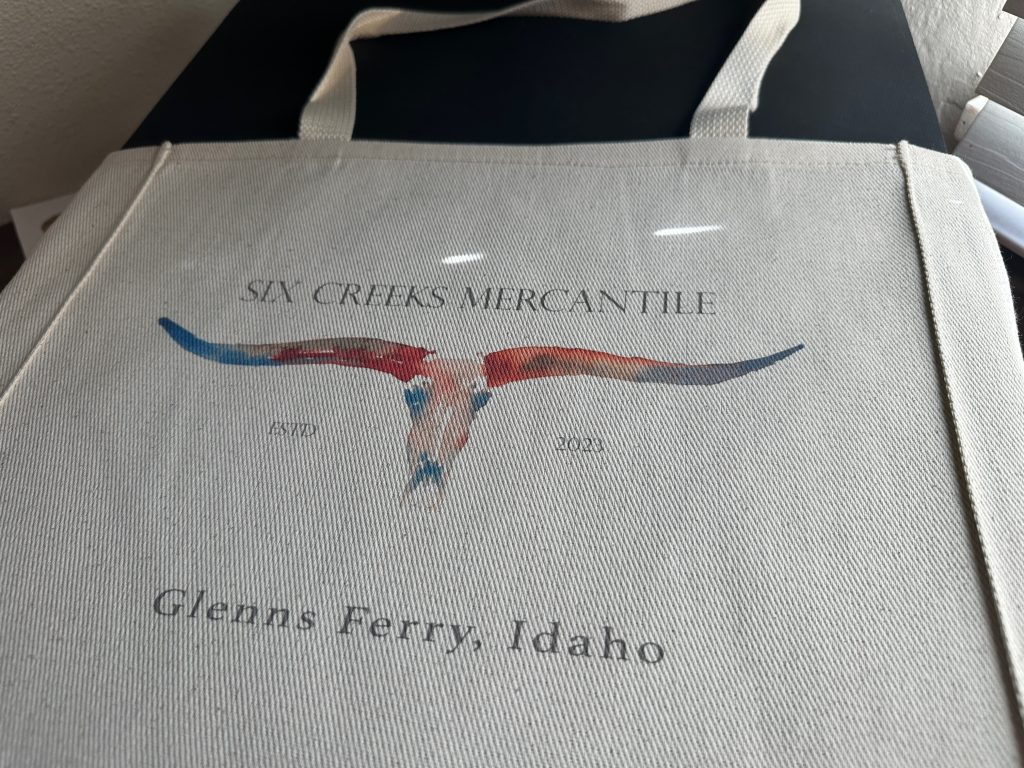 SIX CREEKS MERCANTILE
ESTD 2023
Glenns Ferry, Idaho